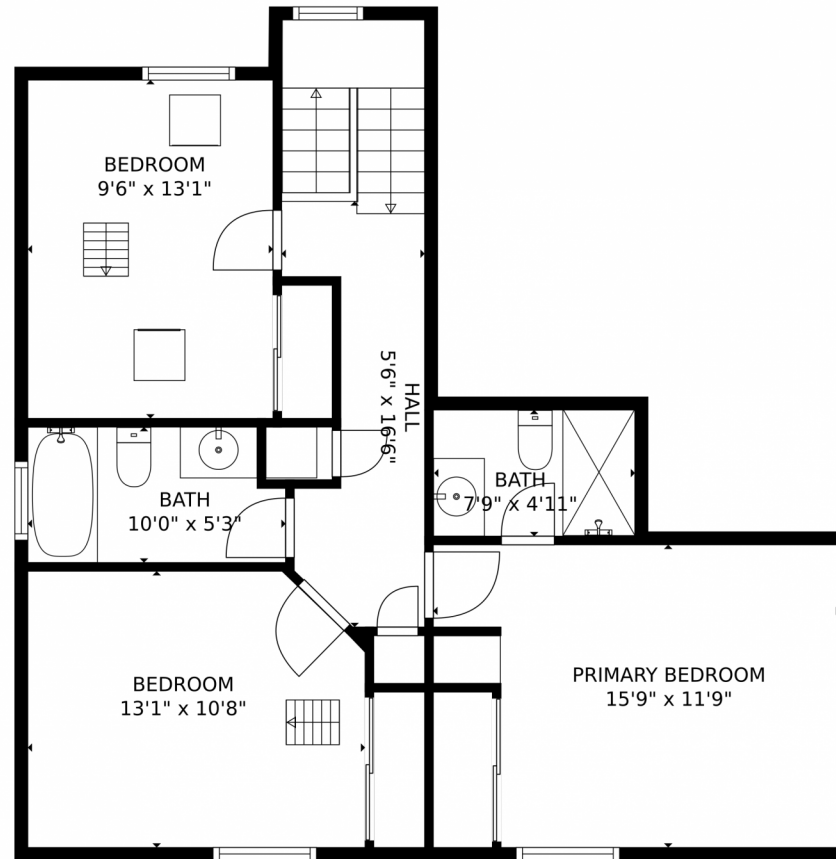 BEDROOM
9'6" x 13'1"
HALL
5'6" x 16'6"
BATH
10'0" x 5'3"
BATH
7'9" x 4'11"
BEDROOM
13'1" x 10'8"
PRIMARY BEDROOM
15'9" x 11'9"